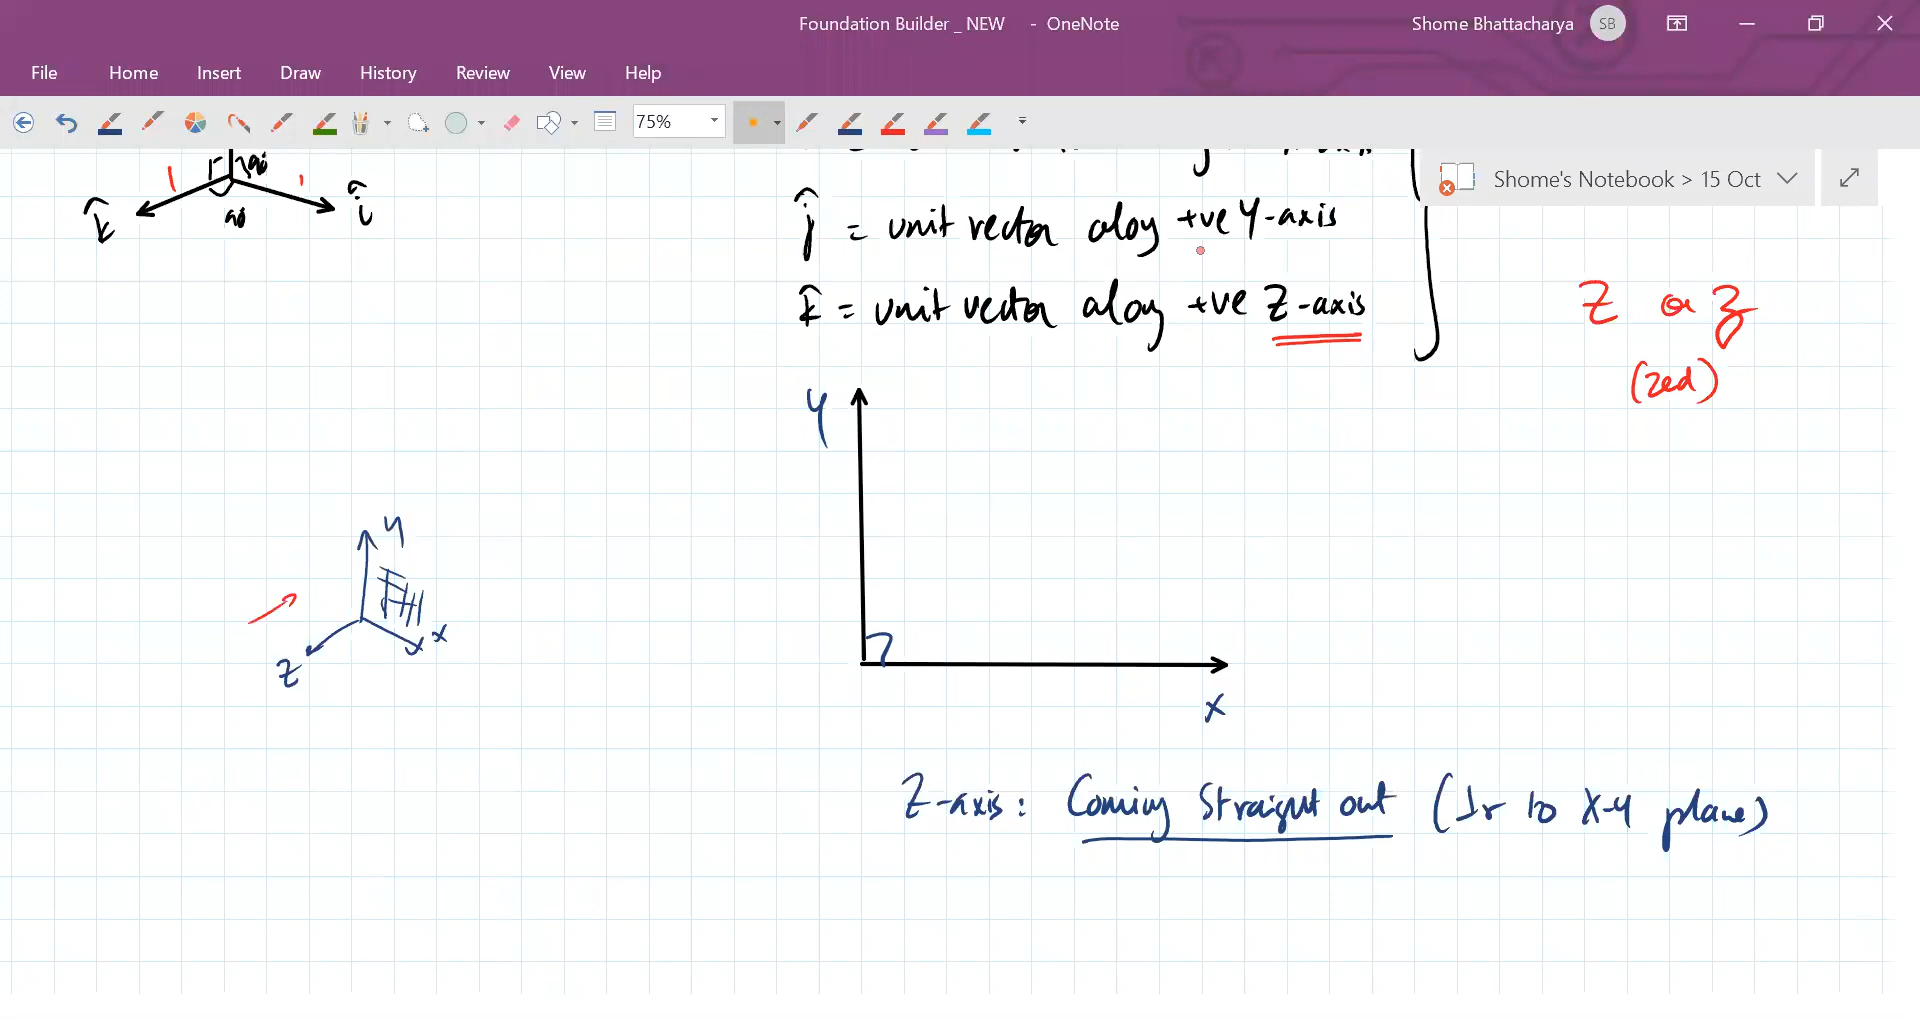 Foundation Builder _ NEW - OneNote
Shome Bhattacharya SB
File Home Insert Draw History Review View Help
75%
Shome's Notebook > 15 Oct
90°
k̂ 90° î
ĵ = unit vector along +ve Y-axis
k̂ = unit vector along +ve Z-axis
Z or z
(zed)
y
x
z
y
x
Z-axis: Coming Straight out (⊥r to X-Y plane)